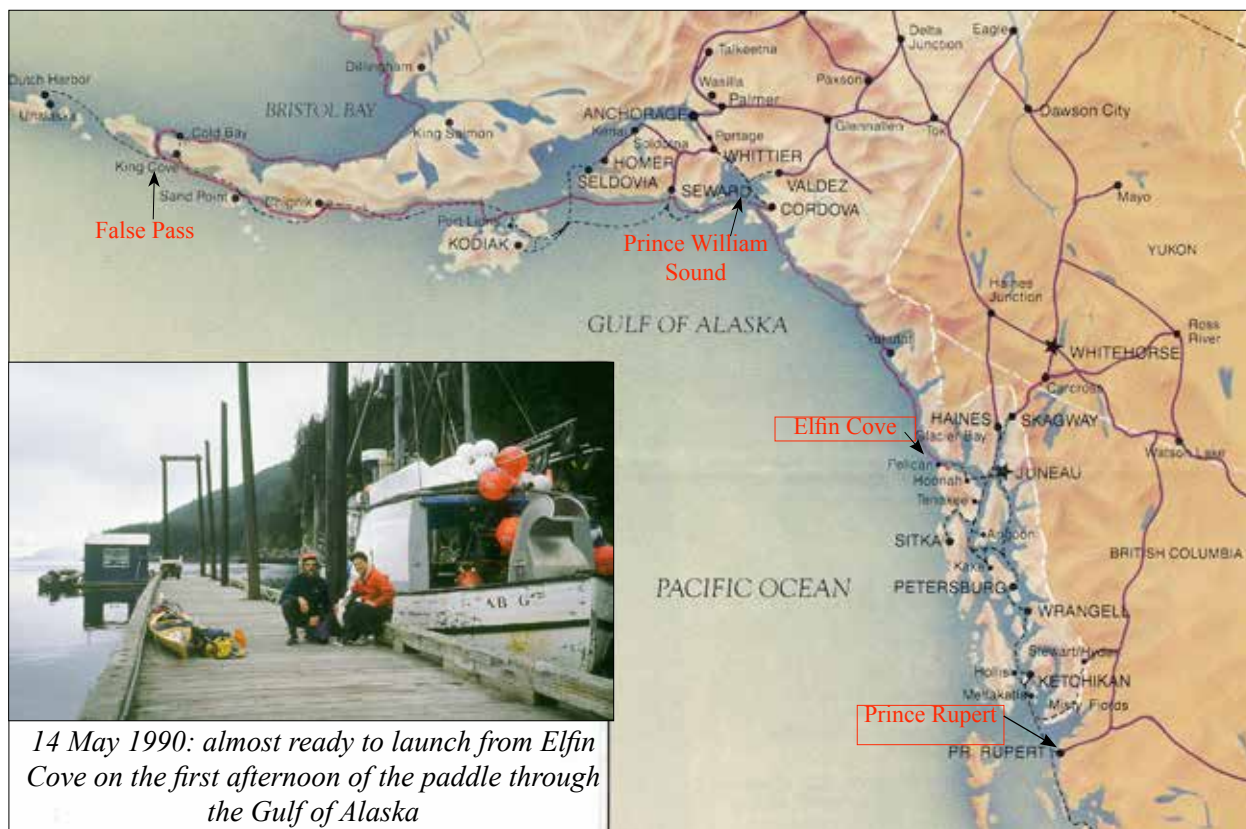 Eagle
Delta
Junction
Talkeetna
Dillingham
Paxson
Wasilla
Dutch Harbor
Palmer
BRISTOL BAY
ANCHORAGE
Dawson City
Unalaska
Kenai
Portage
Glennallen
Tok
Cold Bay
King Salmon
Soldotna
WHITTIER
HOMER
King Cove
SELDOVIA
SEWARD
VALDEZ
Mayo
Sand Point
Chignik
CORDOVA
False Pass
Port Lions
KODIAK
Prince William
Sound
YUKON
Haines
Junction
GULF OF ALASKA
Ross
River
Yakutat
WHITEHORSE
Carcross
Elfin Cove
HAINES
SKAGWAY
Glacier Bay
Watson Lake
Pelican
JUNEAU
Hoonah
Tenakee
SITKA
Angoon
BRITISH COLUMBIA
Kake
PACIFIC OCEAN
PETERSBURG
WRANGELL
Stewart/Hyder
Hollis
KETCHIKAN
Metlakatla
Misty Fiords
Prince Rupert
PR. RUPERT
14 May 1990: almost ready to launch from Elfin
Cove on the first afternoon of the paddle through
the Gulf of Alaska